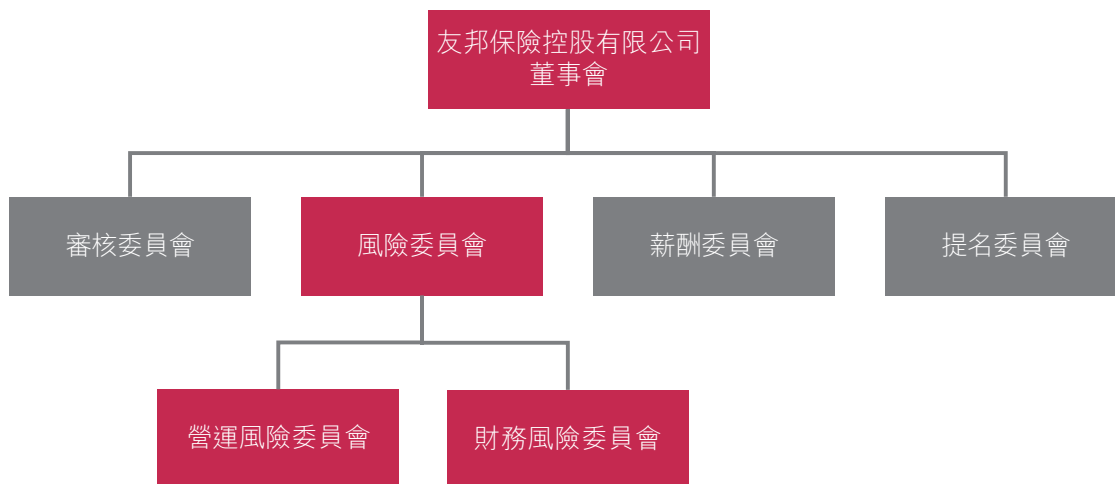 友邦保險控股有限公司
董事會
審核委員會
風險委員會
薪酬委員會
提名委員會
營運風險委員會
財務風險委員會